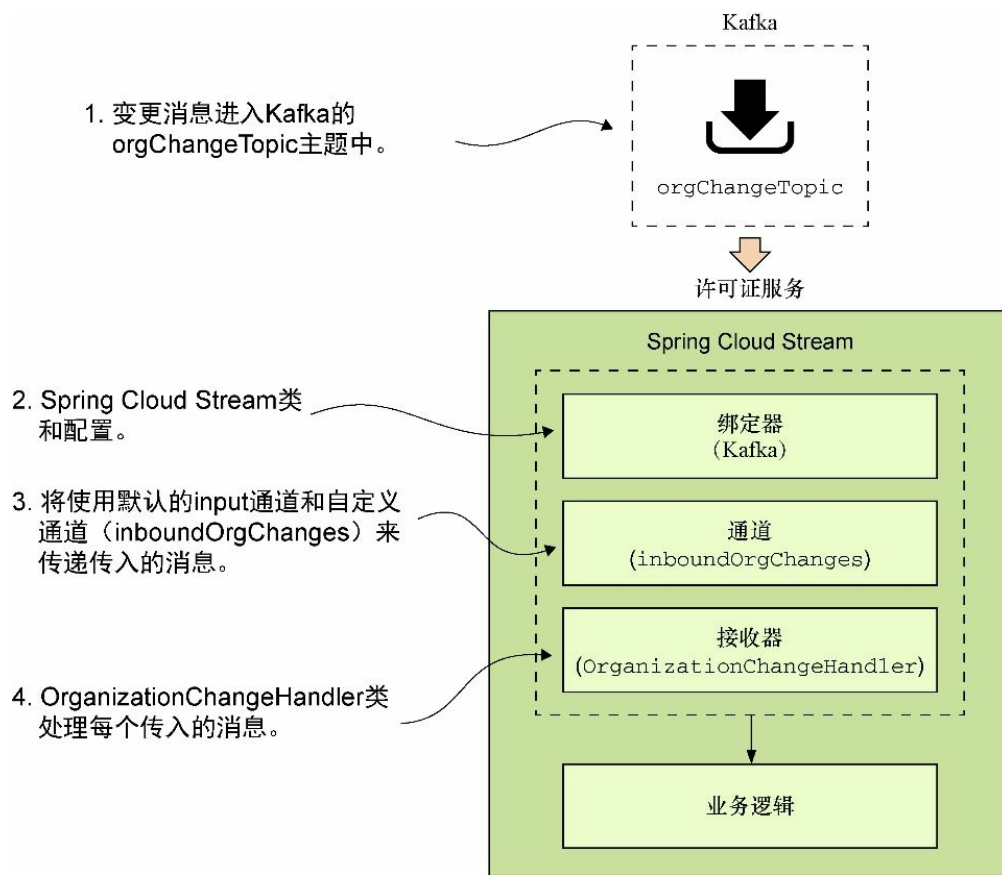 Kafka
1. 变更消息进入Kafka的
orgChangeTopic主题中。
orgChangeTopic
许可证服务
Spring Cloud Stream
2. Spring Cloud Stream类
和配置。
绑定器
（Kafka）
3. 将使用默认的input通道和自定义
通道（inboundOrgChanges）来
传递传入的消息。
通道
(inboundOrgChanges)
接收器
(OrganizationChangeHandler)
4. OrganizationChangeHandler类
处理每个传入的消息。
业务逻辑